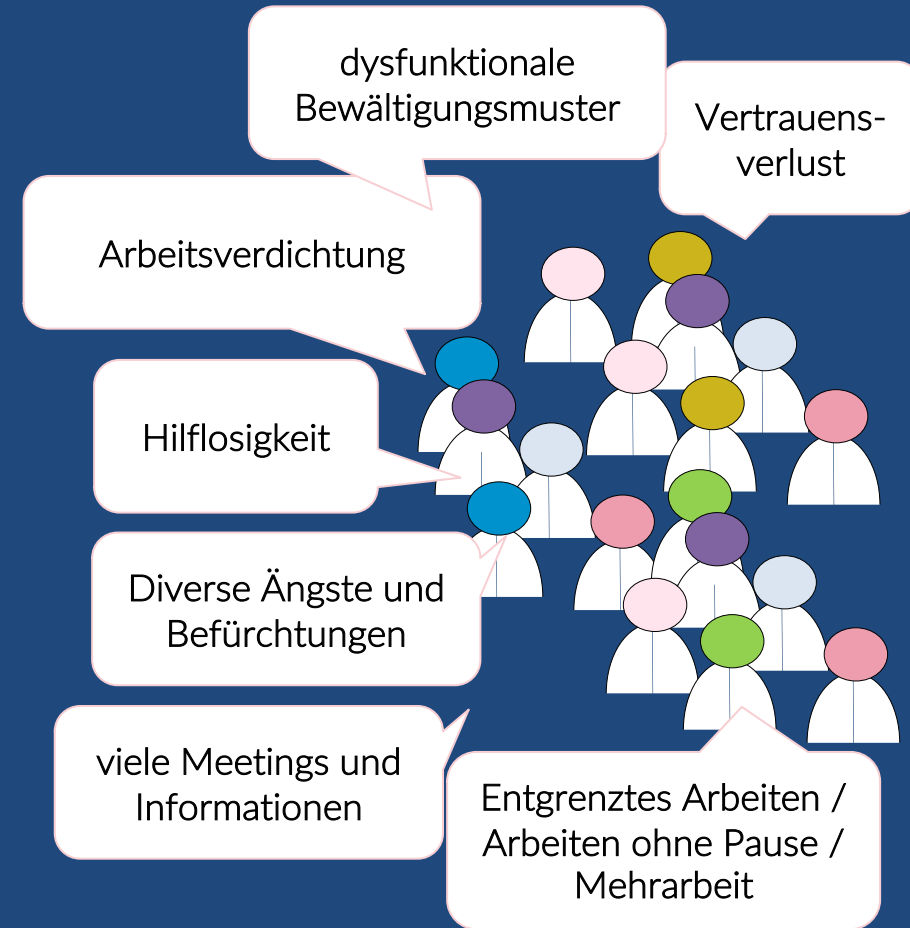 dysfunktionale
Bewältigungsmuster
Vertrauens-
verlust
Arbeitsverdichtung
Hilflosigkeit
Diverse Ängste und
Befürchtungen
viele Meetings und
Informationen
Entgrenztes Arbeiten /
Arbeiten ohne Pause /
Mehrarbeit